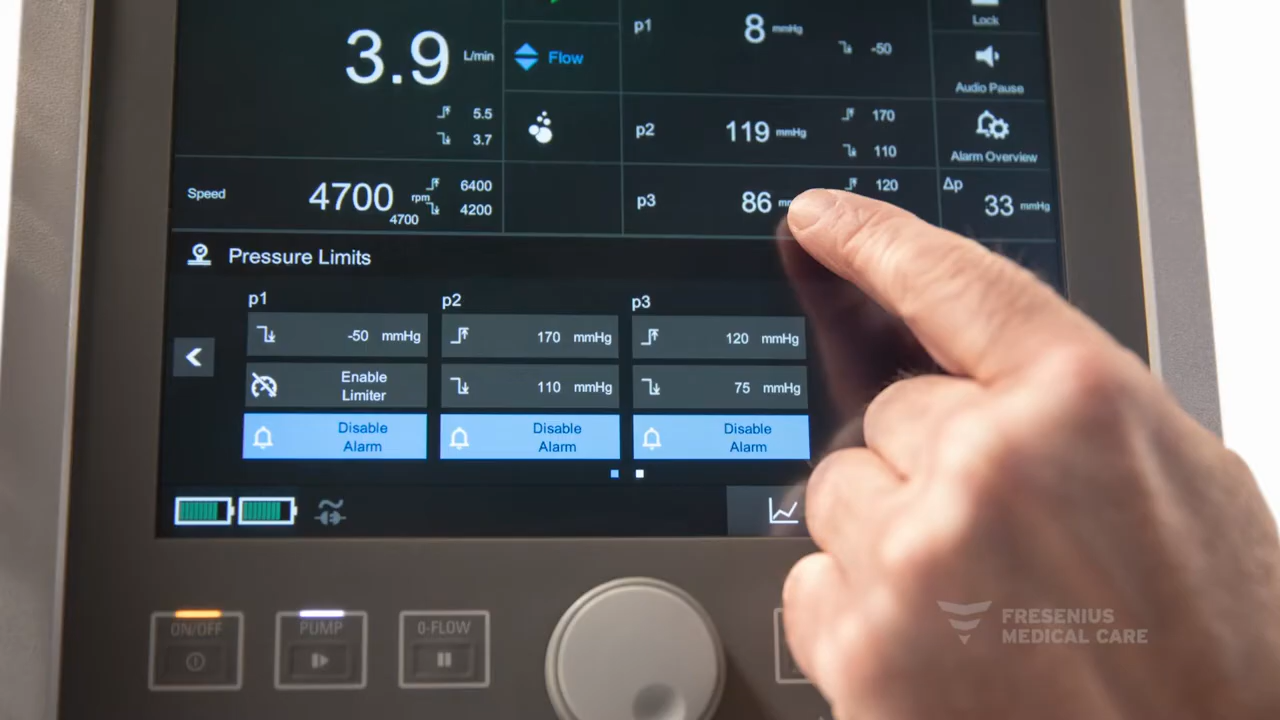 Lock
p1 8 mmHg -50
3.9 L/min
Flow
Audio Pause
5.5
3.7
p2 119 mmHg 170
110
Alarm Overview
Speed 4700 rpm 6400
4700 4200
p3 86 120
Δp 33 mmHg
Pressure Limits
p1 p2 p3
-50 mmHg 170 mmHg 120 mmHg
Enable
Limiter
110 mmHg 75 mmHg
Disable
Alarm
Disable
Alarm
Disable
Alarm
ON/OFF PUMP 0-FLOW
FRESENIUS
MEDICAL CARE